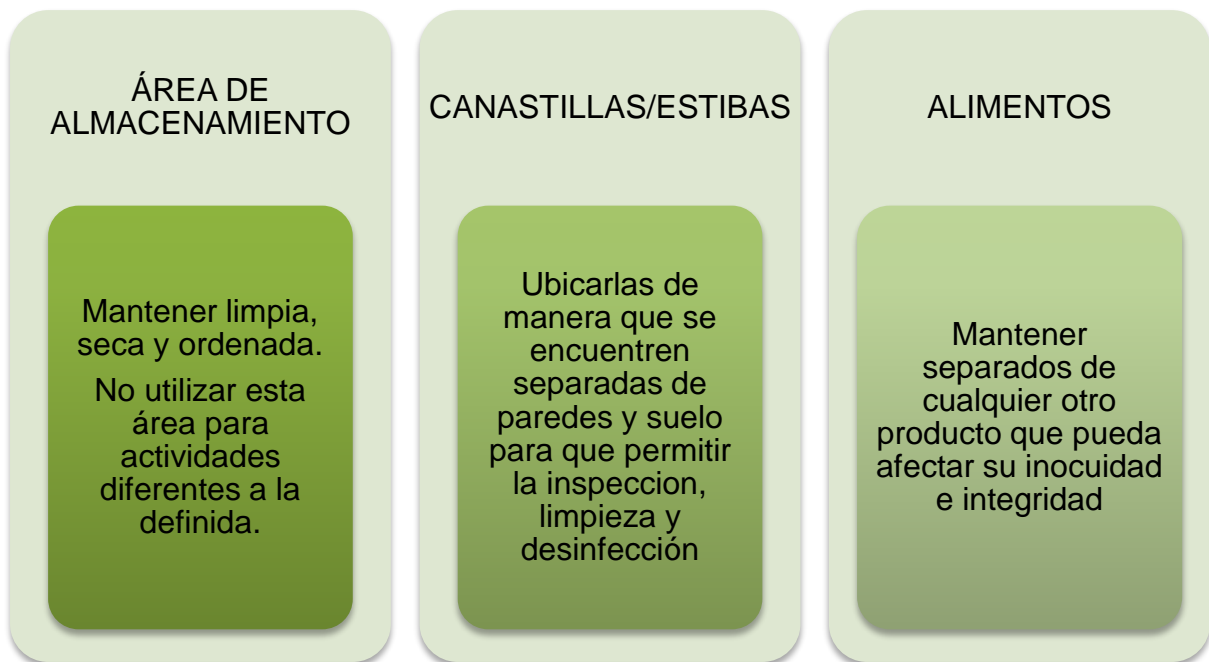 ÁREA DE
ALMACENAMIENTO
Mantener limpia,
seca y ordenada.
No utilizar esta
área para
actividades
diferentes a la
definida.
CANASTILLAS/ESTIBAS
Ubicarlas de
manera que se
encuentren
separadas de
paredes y suelo
para que permitir
la inspeccion,
limpieza y
desinfección
ALIMENTOS
Mantener
separados de
cualquier otro
producto que pueda
afectar su inocuidad
e integridad